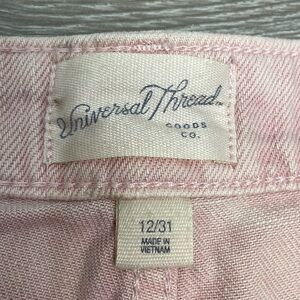 Universal Thread
GOODS
CO.
12/31
MADE IN
VIETNAM